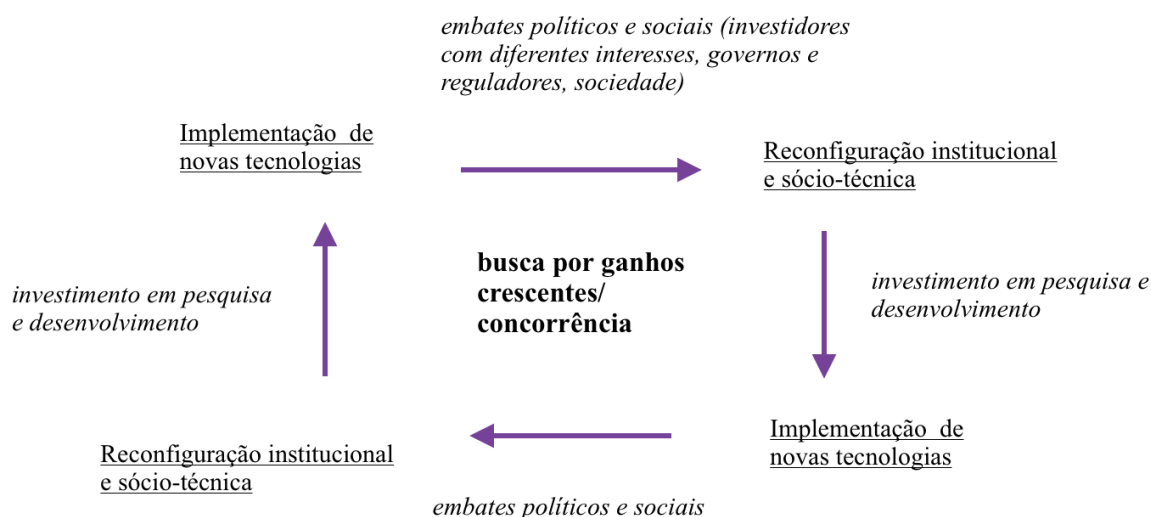 embates políticos e sociais (investidores
com diferentes interesses, governos e
reguladores, sociedade)
Implementação de
novas tecnologias
Reconfiguração institucional
e sócio-técnica
busca por ganhos
crescentes/
concorrência
investimento em pesquisa
e desenvolvimento
investimento em pesquisa e
desenvolvimento
Implementação de
novas tecnologias
Reconfiguração institucional
e sócio-técnica
embates políticos e sociais